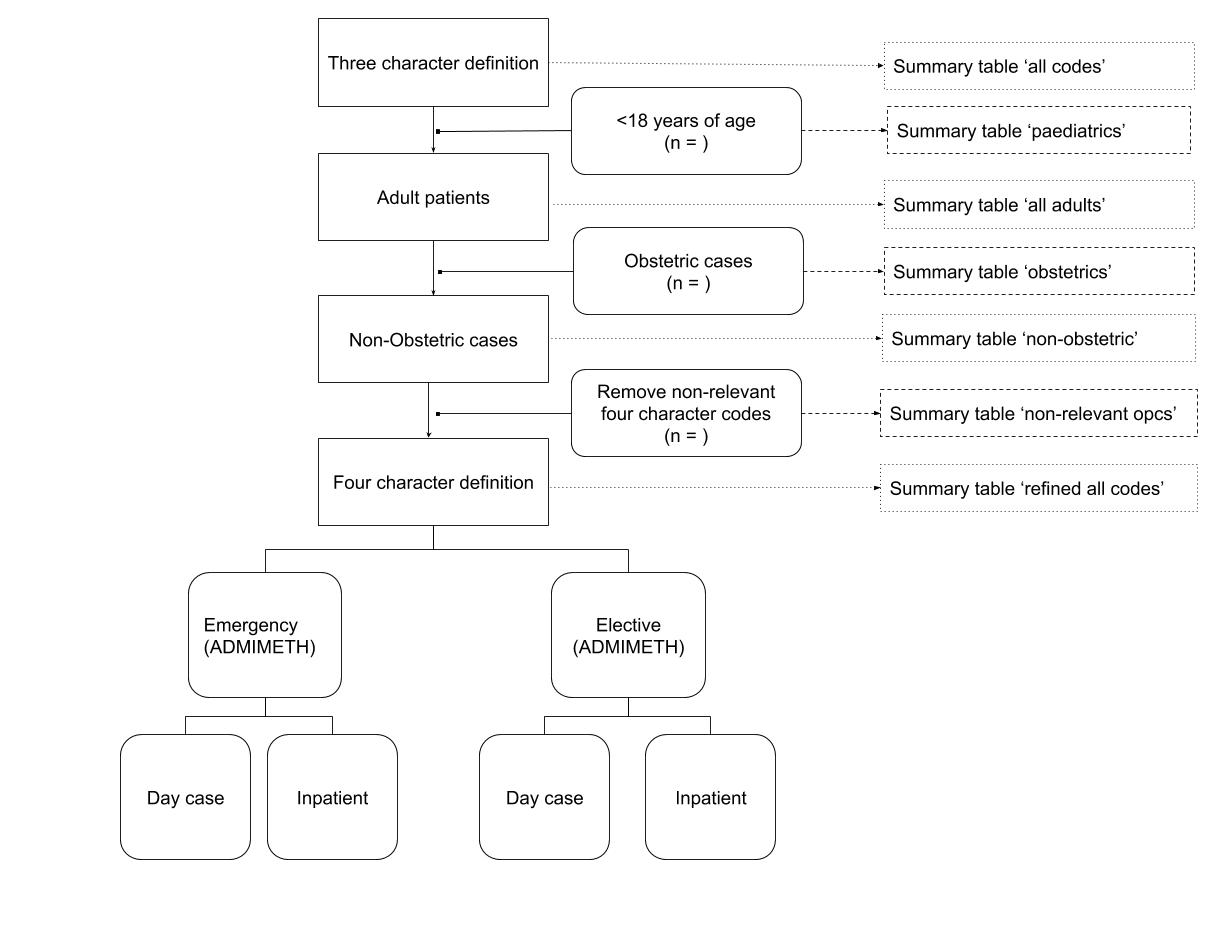 Three character definition
Summary table ‘all codes’
<18 years of age
(n = )
Summary table ‘paediatrics’
Adult patients
Summary table ‘all adults’
Obstetric cases
(n = )
Summary table ‘obstetrics’
Non-Obstetric cases
Summary table ‘non-obstetric’
Remove non-relevant
four character codes
(n = )
Summary table ‘non-relevant opcs’
Four character definition
Summary table ‘refined all codes’
Emergency
(ADMIMETH)
Elective
(ADMIMETH)
Day case
Inpatient
Day case
Inpatient